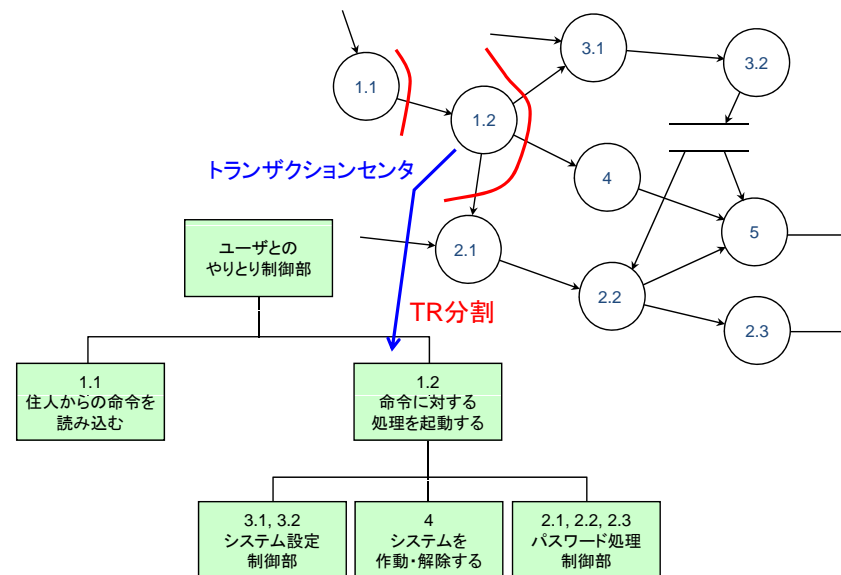 3.1
3.2
1.1
1.2
トランザクションセンタ
4
ユーザとの
やりとり制御部
2.1
5
2.2
TR分割
2.3
1.1
住人からの命令を
読み込む
1.2
命令に対する
処理を起動する
3.1, 3.2
システム設定
制御部
4
システムを
作動・解除する
2.1, 2.2, 2.3
パスワード処理
制御部